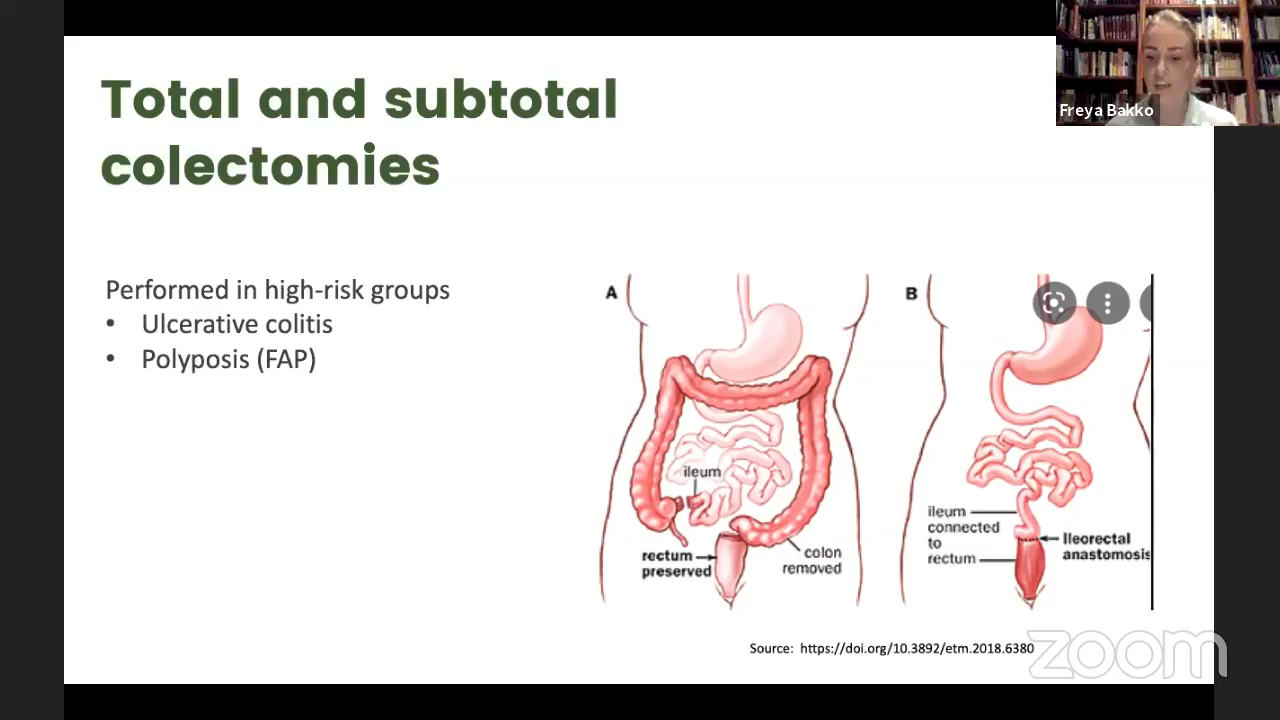 Freya Bakko
Total and subtotal
colectomies
Performed in high-risk groups
• Ulcerative colitis
• Polyposis (FAP)
A
B
ileum
rectum
preserved
colon
removed
ileum
connected
to
rectum
Ileorectal
anastomosis
Source: https://doi.org/10.3892/etm.2018.6380
zoom